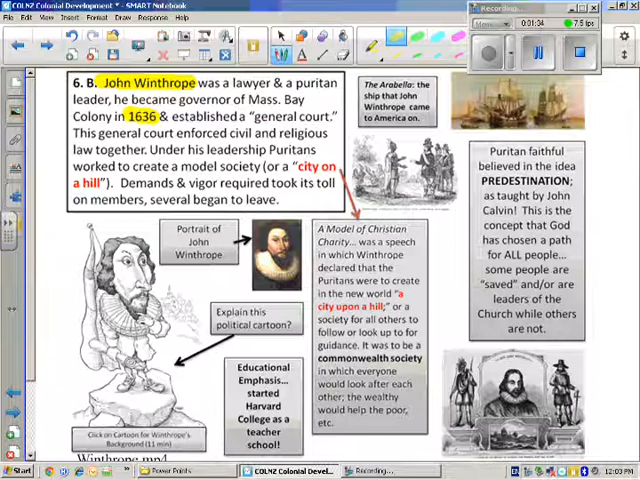 COLN2 Colonial Development - SMART Notebook
File Edit View Insert Format Draw Response Help
Recording...
Menu
00:01:34
7.5 fps
6. B. John Winthrope was a lawyer & a puritan
leader, he became governor of Mass. Bay
Colony in 1636 & established a “general court.”
This general court enforced civil and religious
law together. Under his leadership Puritans
worked to create a model society (or a “city on
a hill”). Demands & vigor required took its toll
on members, several began to leave.
The Arabella: the
ship that John
Winthrope came
to America on.
Puritan faithful
believed in the idea
PREDESTINATION;
as taught by John
Calvin! This is the
concept that God
has chosen a path
for ALL people...
some people are
“saved” and/or are
leaders of the
Church while others
are not.
Portrait of
John
Winthrope
A Model of Christian
Charity... was a speech
in which Winthrope
declared that the
Puritans were to create
in the new world “a
city upon a hill;” or a
society for all others to
follow or look up to for
guidance. It was to be a
commonwealth society
in which everyone
would look after each
other; the wealthy
would help the poor,
etc.
Explain this
political cartoon?
Educational
Emphasis...
started
Harvard
College as a
teacher
school!
Click on Cartoon for Winthrope's
Background (11 min)
Winthrope.mp4
Start
Power Points
COLN2 Colonial Devel...
Recording...
12:03 PM